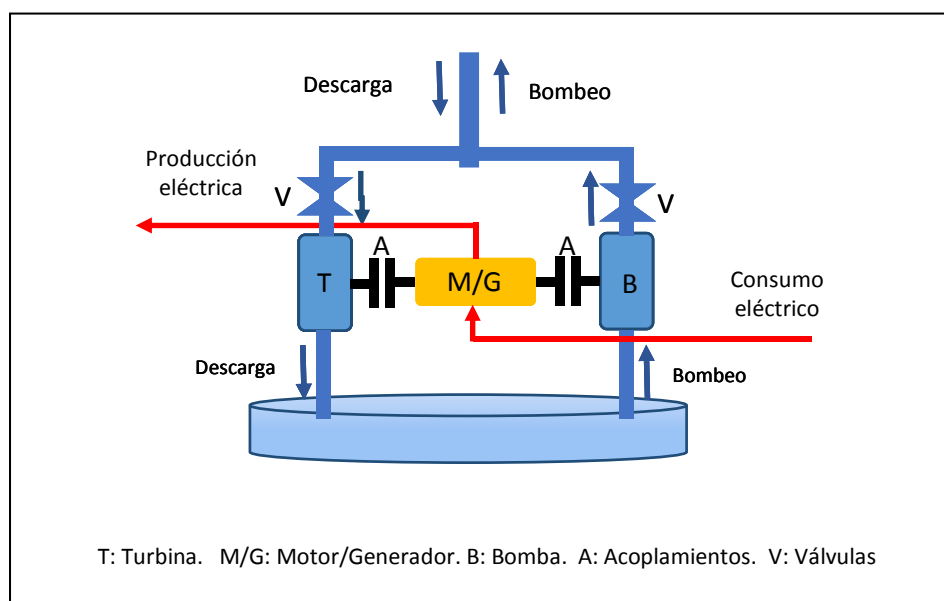 Descarga
Bombeo
Producción
eléctrica
V
V
A
A
T
M/G
B
Consumo
eléctrico
Descarga
Bombeo
T: Turbina. M/G: Motor/Generador. B: Bomba. A: Acoplamientos. V: Válvulas